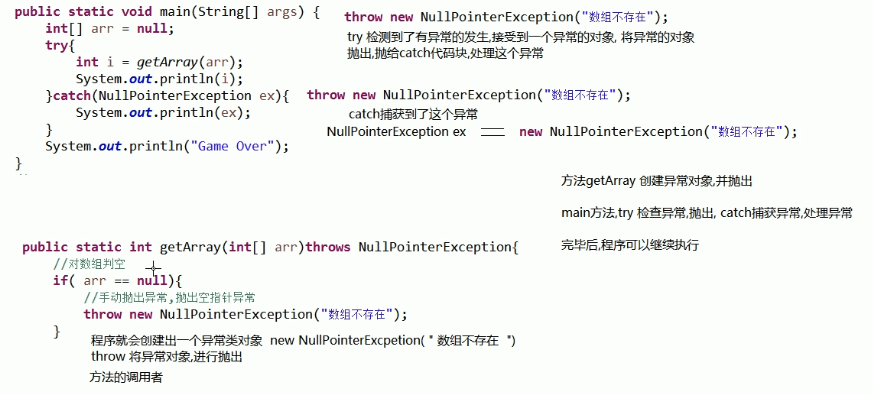 public static void main(String[] args) {
throw new NullPointerException("数组不存在");
int[] arr = null;
try 检测到了有异常的发生,接受到一个异常的对象, 将异常的对象
try{
抛出,抛给catch代码块,处理这个异常
int i = getArray(arr);
System.out.println(i);
}catch(NullPointerException ex){
throw new NullPointerException("数组不存在");
System.out.println(ex);
catch捕获到了这个异常
}
NullPointerException ex == new NullPointerException("数组不存在");
System.out.println("Game Over");
}
方法getArray 创建异常对象,并抛出
main方法,try 检查异常,抛出, catch捕获异常,处理异常
完毕后,程序可以继续执行
public static int getArray(int[] arr)throws NullPointerException{
//对数组判空
if( arr == null){
//手动抛出异常,抛出空指针异常
throw new NullPointerException("数组不存在");
}
程序就会创建出一个异常类对象 new NullPointerExcpetion( " 数组不存在 ")
throw 将异常对象,进行抛出
方法的调用者